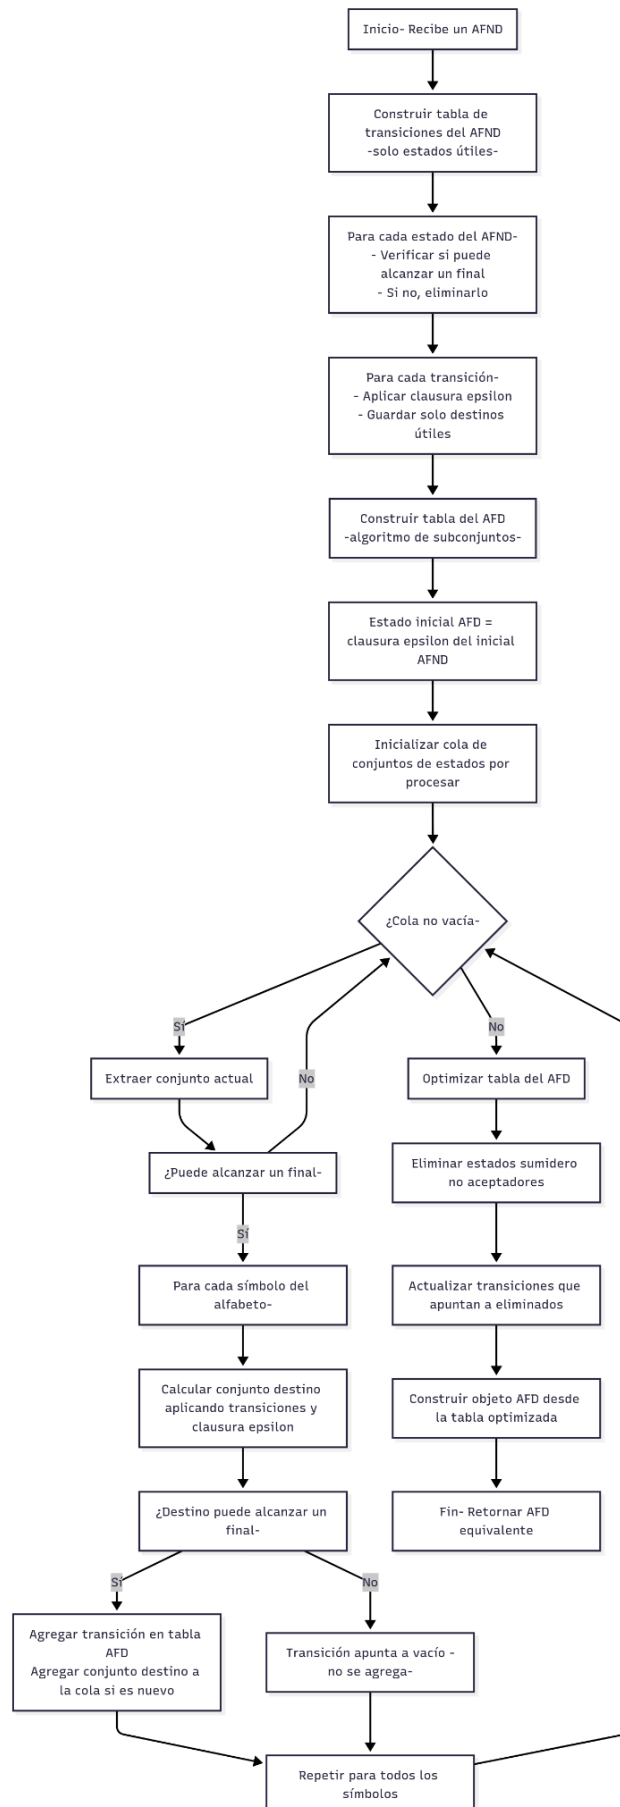 Inicio- Recibe un AFND
Construir tabla de
transiciones del AFND
-solo estados útiles-
Para cada estado del AFND-
- Verificar si puede
alcanzar un final
- Si no, eliminarlo
Para cada transición-
- Aplicar clausura epsilon
- Guardar solo destinos
útiles
Construir tabla del AFD
-algoritmo de subconjuntos-
Estado inicial AFD =
clausura epsilon del inicial
AFND
Inicializar cola de
conjuntos de estados por
procesar
¿Cola no vacía-
Sí
No
Extraer conjunto actual
No
¿Puede alcanzar un final-
Sí
Para cada símbolo del
alfabeto-
Calcular conjunto destino
aplicando transiciones y
clausura epsilon
¿Destino puede alcanzar un
final-
Sí
No
Agregar transición en tabla
AFD
Agregar conjunto destino a
la cola si es nuevo
Transición apunta a vacío -
no se agrega-
Repetir para todos los
símbolos
Optimizar tabla del AFD
Eliminar estados sumidero
no aceptadores
Actualizar transiciones que
apuntan a eliminados
Construir objeto AFD desde
la tabla optimizada
Fin- Retornar AFD
equivalente